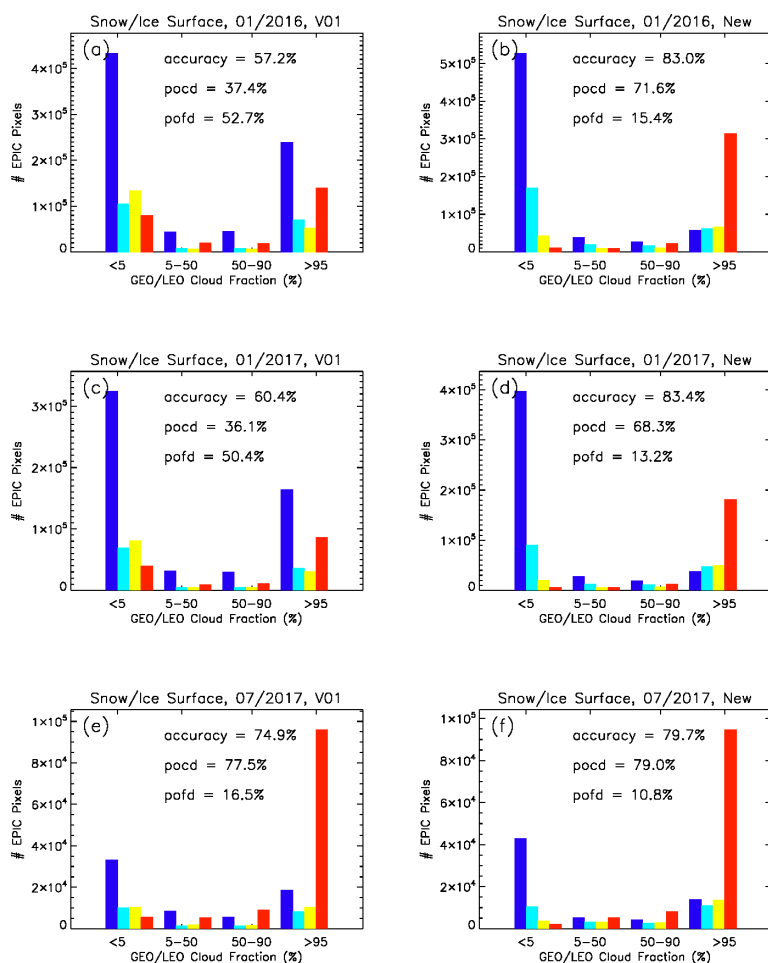 Snow/Ice Surface, 01/2016, V01
(a)
accuracy = 57.2%
pocd = 37.4%
pofd = 52.7%
4×10⁵
3×10⁵
2×10⁵
1×10⁵
0
# EPIC Pixels
<5 5–50 50–90 >95
GEO/LEO Cloud Fraction (%)
Snow/Ice Surface, 01/2016, New
(b)
accuracy = 83.0%
pocd = 71.6%
pofd = 15.4%
5×10⁵
4×10⁵
3×10⁵
2×10⁵
1×10⁵
0
# EPIC Pixels
<5 5–50 50–90 >95
GEO/LEO Cloud Fraction (%)
Snow/Ice Surface, 01/2017, V01
(c)
accuracy = 60.4%
pocd = 36.1%
pofd = 50.4%
3×10⁵
2×10⁵
1×10⁵
0
# EPIC Pixels
<5 5–50 50–90 >95
GEO/LEO Cloud Fraction (%)
Snow/Ice Surface, 01/2017, New
(d)
accuracy = 83.4%
pocd = 68.3%
pofd = 13.2%
4×10⁵
3×10⁵
2×10⁵
1×10⁵
0
# EPIC Pixels
<5 5–50 50–90 >95
GEO/LEO Cloud Fraction (%)
Snow/Ice Surface, 07/2017, V01
(e)
accuracy = 74.9%
pocd = 77.5%
pofd = 16.5%
1×10⁵
8×10⁴
6×10⁴
4×10⁴
2×10⁴
0
# EPIC Pixels
<5 5–50 50–90 >95
GEO/LEO Cloud Fraction (%)
Snow/Ice Surface, 07/2017, New
(f)
accuracy = 79.7%
pocd = 79.0%
pofd = 10.8%
1×10⁵
8×10⁴
6×10⁴
4×10⁴
2×10⁴
0
# EPIC Pixels
<5 5–50 50–90 >95
GEO/LEO Cloud Fraction (%)